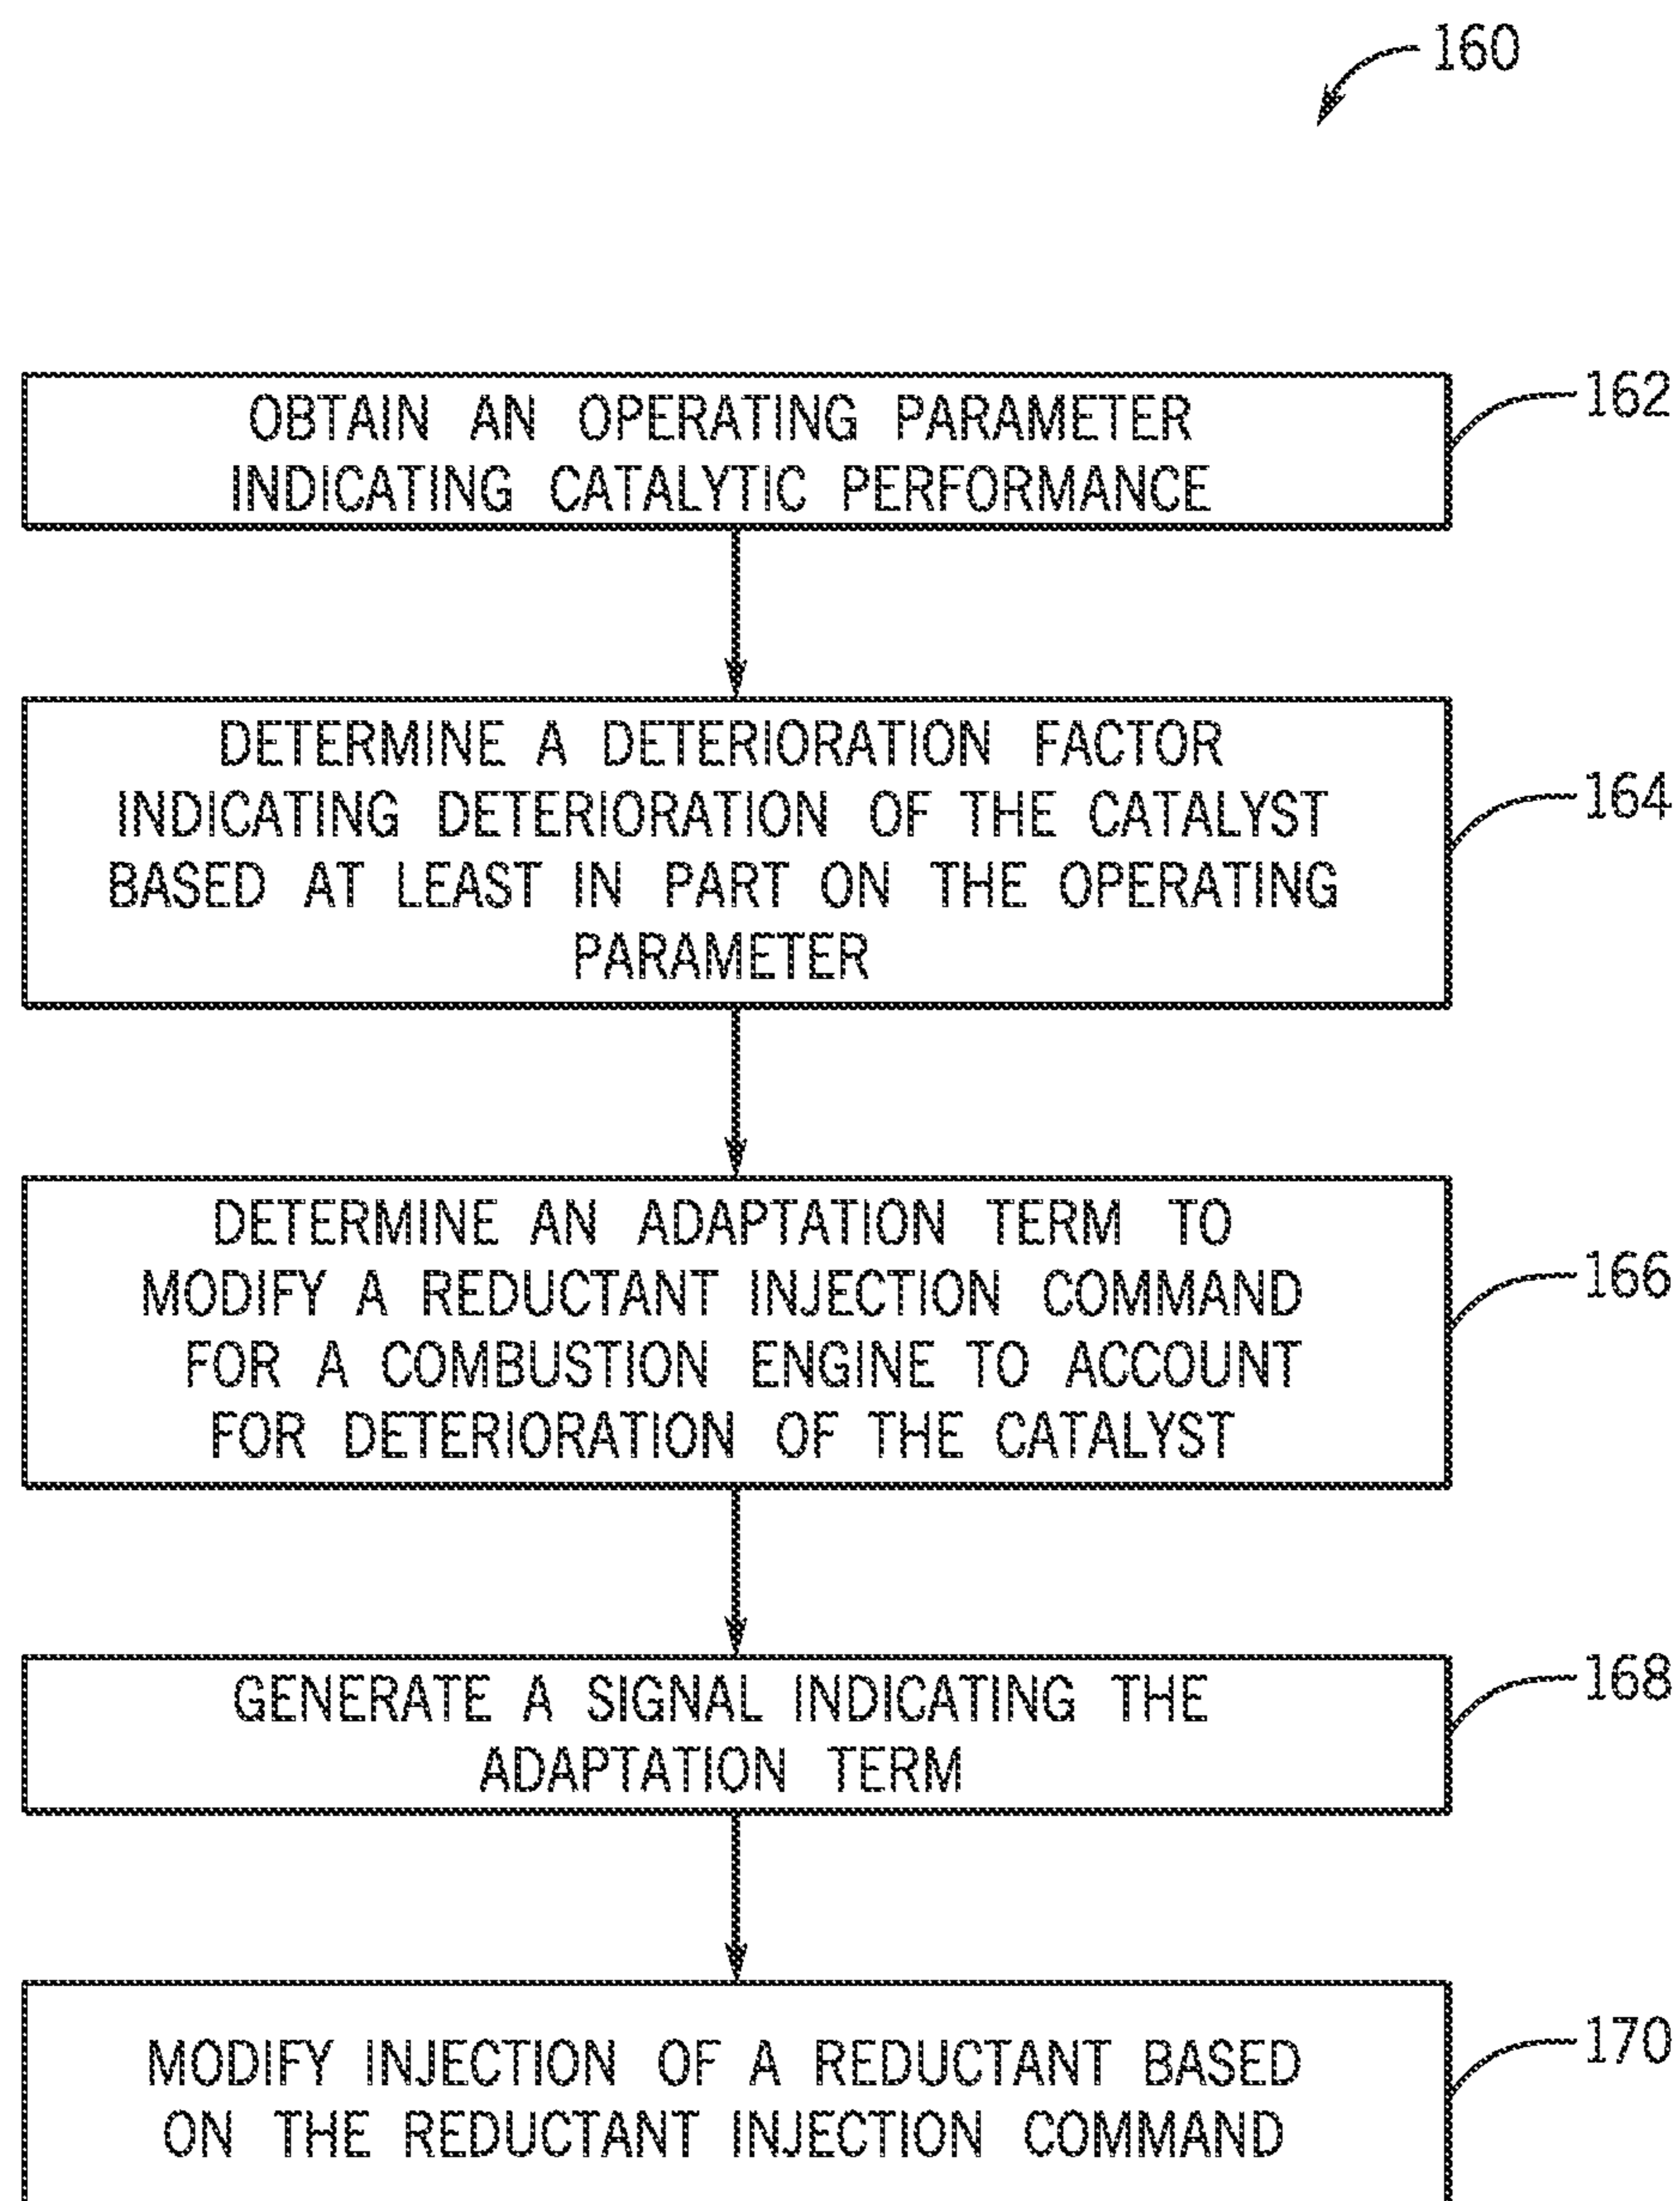 160
OBTAIN AN OPERATING PARAMETER
INDICATING CATALYTIC PERFORMANCE
162
DETERMINE A DETERIORATION FACTOR
INDICATING DETERIORATION OF THE CATALYST
BASED AT LEAST IN PART ON THE OPERATING
PARAMETER
164
DETERMINE AN ADAPTATION TERM TO
MODIFY A REDUCTANT INJECTION COMMAND
FOR A COMBUSTION ENGINE TO ACCOUNT
FOR DETERIORATION OF THE CATALYST
166
GENERATE A SIGNAL INDICATING THE
ADAPTATION TERM
168
MODIFY INJECTION OF A REDUCTANT BASED
ON THE REDUCTANT INJECTION COMMAND
170